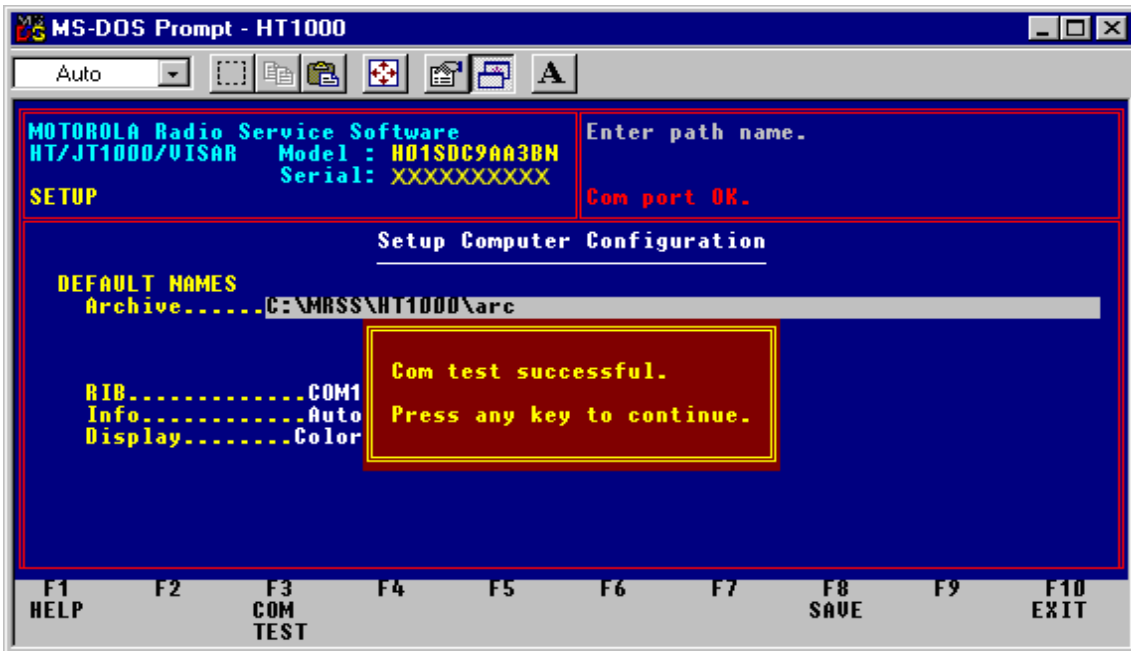 MS-DOS Prompt - HT1000
Auto
A
MOTOROLA Radio Service Software
HT/JT1000/VISAR Model : H01SDC9AA3BN
Serial: XXXXXXXXXX
SETUP
Enter path name.
Com port OK.
Setup Computer Configuration
DEFAULT NAMES
Archive......C:\MRSS\HT1000\arc
RIB.............COM1
Info............Auto
Display........Color
Com test successful.
Press any key to continue.
F1 F2 F3 F4 F5 F6 F7 F8 F9 F10
HELP COM SAVE EXIT
TEST